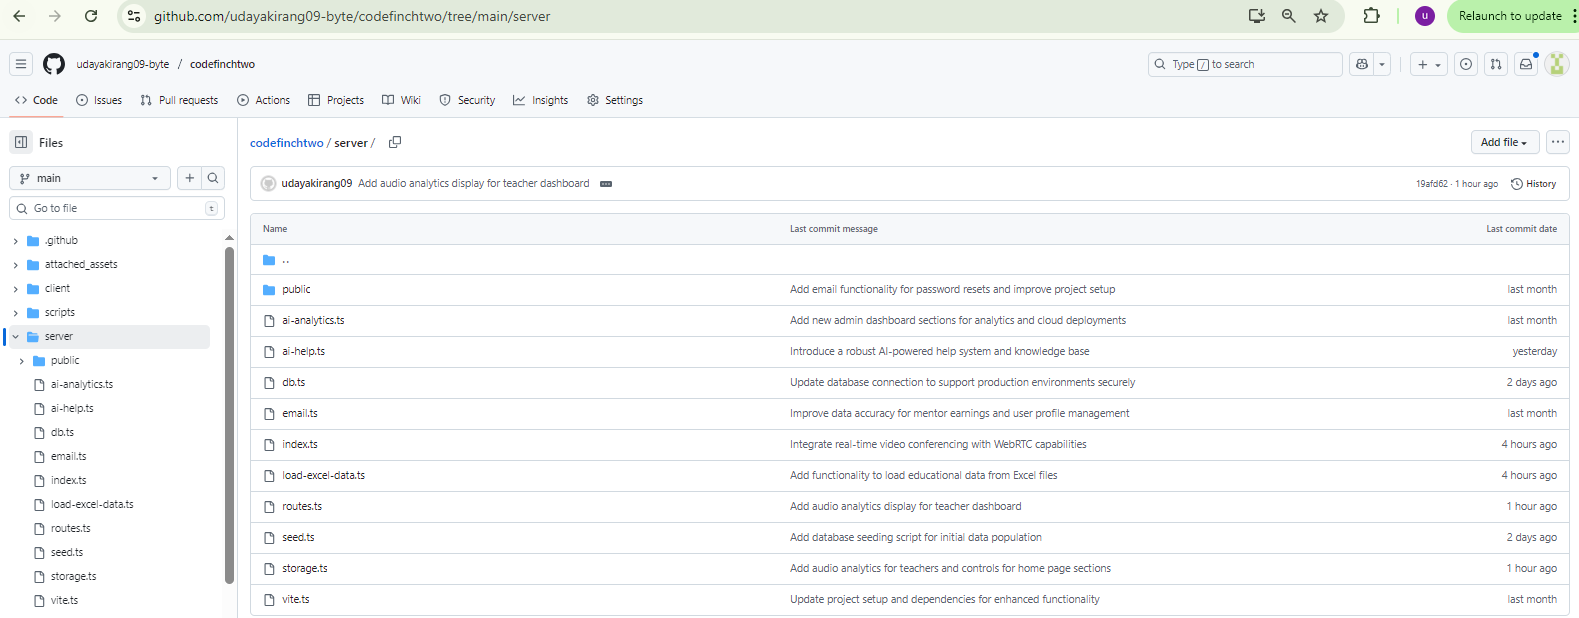 github.com/udayakirang09-byte/codefinchtwo/tree/main/server
u
Relaunch to update
udayakirang09-byte / codefinchtwo
Type / to search
Code Issues Pull requests Actions Projects Wiki Security Insights Settings
Files
codefinchtwo / server /
Add file
main
udayakirang09 Add audio analytics display for teacher dashboard
19afd62 · 1 hour ago History
Go to file t
Name Last commit message Last commit date
.github
attached_assets
client
scripts
server
public
ai-analytics.ts
ai-help.ts
db.ts
email.ts
index.ts
load-excel-data.ts
routes.ts
seed.ts
storage.ts
vite.ts
..
public Add email functionality for password resets and improve project setup last month
ai-analytics.ts Add new admin dashboard sections for analytics and cloud deployments last month
ai-help.ts Introduce a robust AI-powered help system and knowledge base yesterday
db.ts Update database connection to support production environments securely 2 days ago
email.ts Improve data accuracy for mentor earnings and user profile management last month
index.ts Integrate real-time video conferencing with WebRTC capabilities 4 hours ago
load-excel-data.ts Add functionality to load educational data from Excel files 4 hours ago
routes.ts Add audio analytics display for teacher dashboard 1 hour ago
seed.ts Add database seeding script for initial data population 2 days ago
storage.ts Add audio analytics for teachers and controls for home page sections 1 hour ago
vite.ts Update project setup and dependencies for enhanced functionality last month